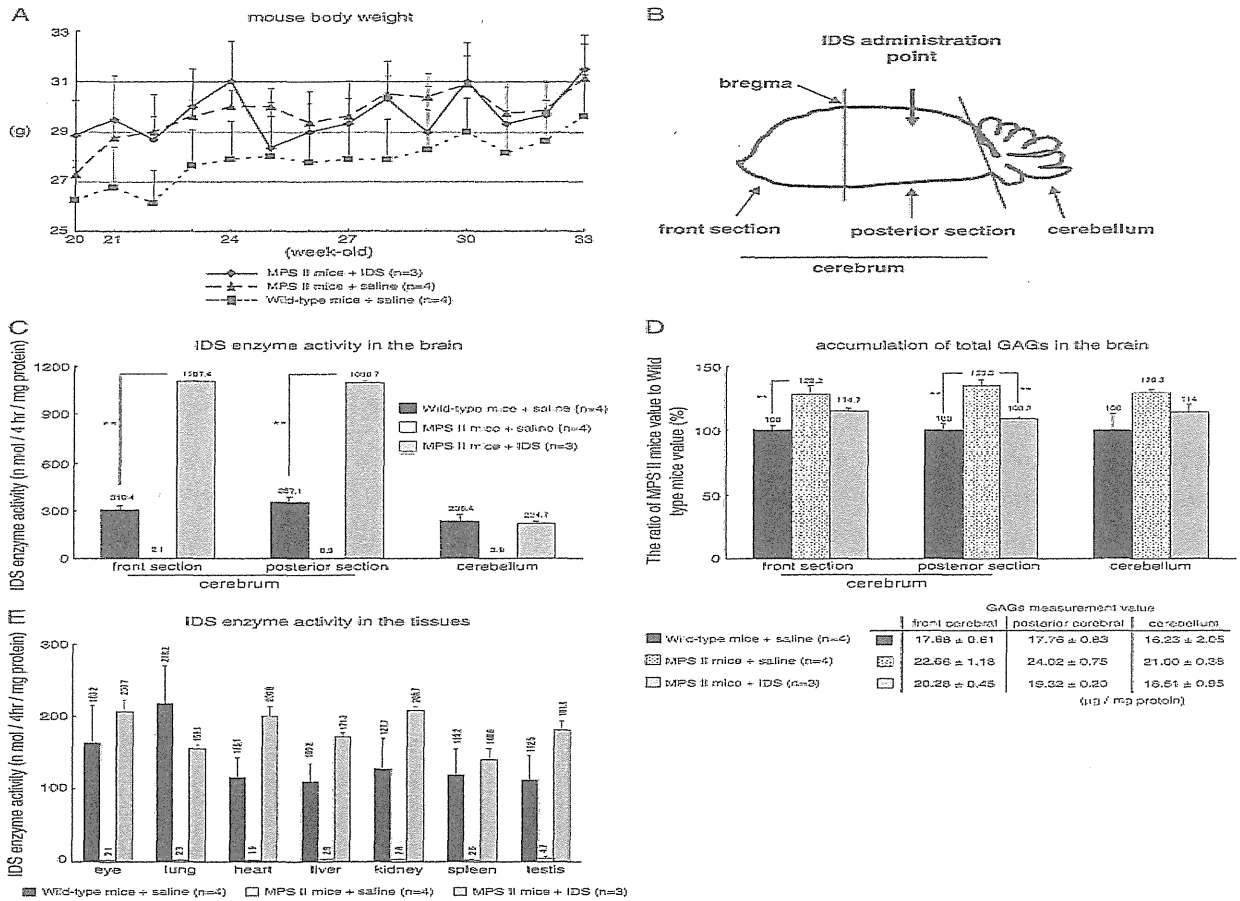 A
mouse body weight
31
29
27
25
(g)
20 21 24 27 30 33
(week-old)
MPS II mice + IDS (n=3)
MPS II mice + saline (n=4)
Wild-type mice + saline (n=4)
B
IDS administration
point
bregma
front section
posterior section
cerebellum
cerebrum
C
IDS enzyme activity in the brain
IDS enzyme activity (n mol / 4 hr / mg protein)
1200
900
600
300
0
**
**
2.1
Wild-type mice + saline (n=4)
MPS II mice + saline (n=4)
MPS II mice + IDS (n=3)
front section
posterior section
cerebellum
cerebrum
D
accumulation of total GAGs in the brain
The ratio of MPS II mice value to Wild
type mice value (%)
150
100
50
0
**
**
**
100
114.7
100
100
114
front section
posterior section
cerebellum
cerebrum
GAGs measurement value
front cerebral posterior cerebral cerebellum
Wild-type mice + saline (n=4) 17.68 ± 0.61 17.76 ± 0.83 16.23 ± 2.05
MPS II mice + saline (n=4) 22.66 ± 1.18 24.02 ± 0.75 21.00 ± 0.38
MPS II mice + IDS (n=3) 20.28 ± 0.45 19.32 ± 0.20 18.51 ± 0.95
(μg / mg protein)
E
IDS enzyme activity in the tissues
IDS enzyme activity (n mol / 4hr / mg protein)
300
200
100
0
eye
lung
heart
liver
kidney
spleen
testis
Wild-type mice + saline (n=4)
MPS II mice + saline (n=4)
MPS II mice + IDS (n=3)